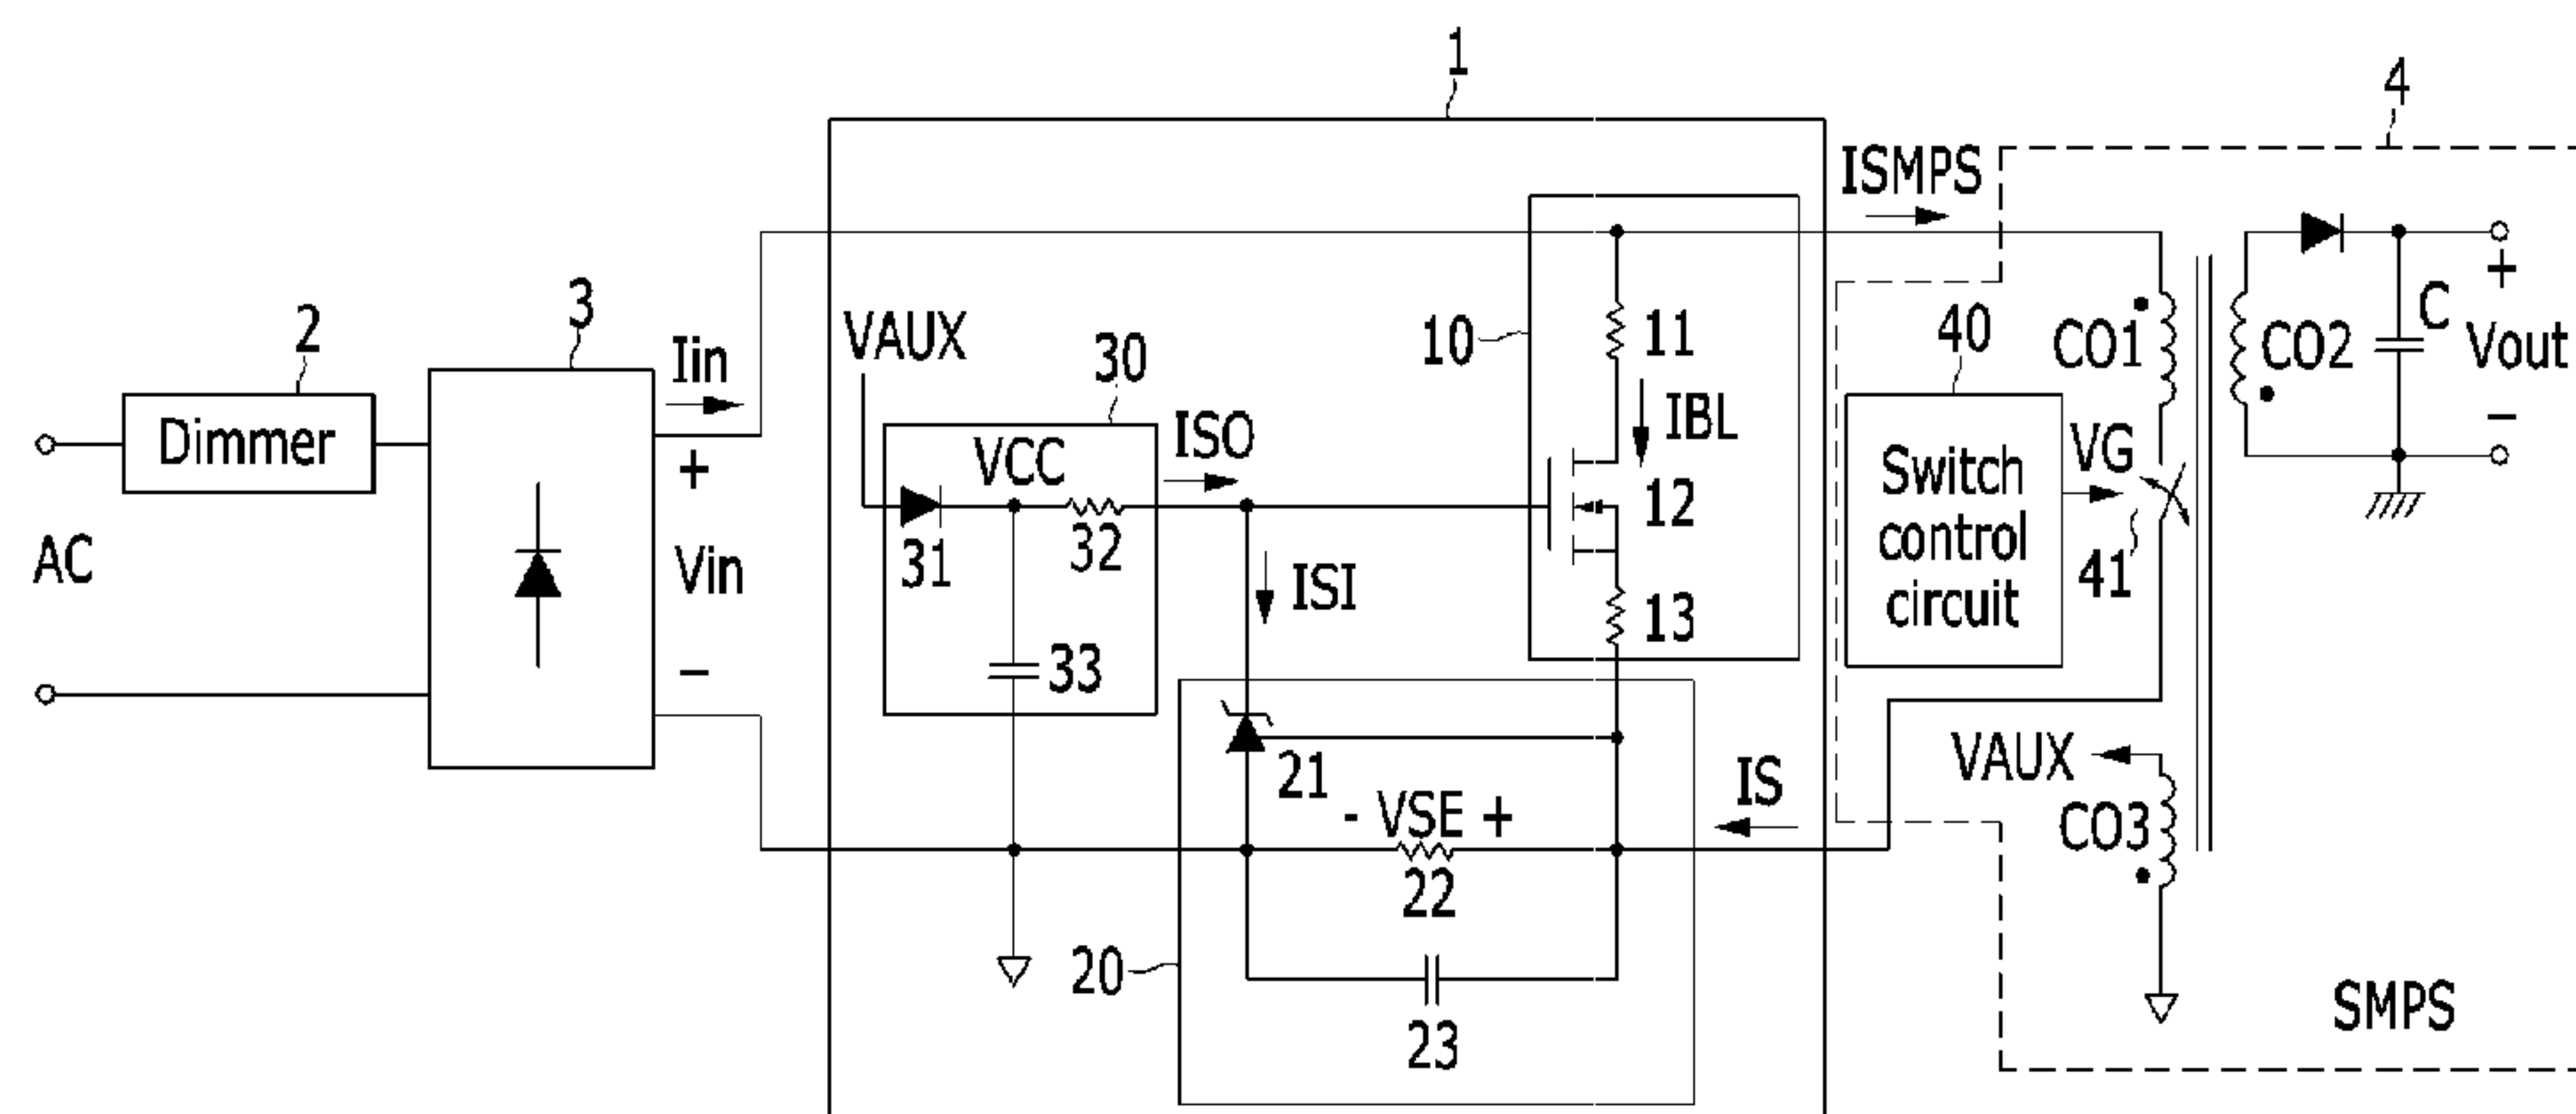 1
4
ISMPS
2
3
Iin
VAUX
30
10
11
40
CO1
CO2
C
+
Vout
−
Dimmer
+
VCC
ISO
IBL
Switch
control
circuit
VG
12
AC
Vin
31
32
ISI
41
13
−
33
21
- VSE +
IS
VAUX
CO3
22
20
23
SMPS